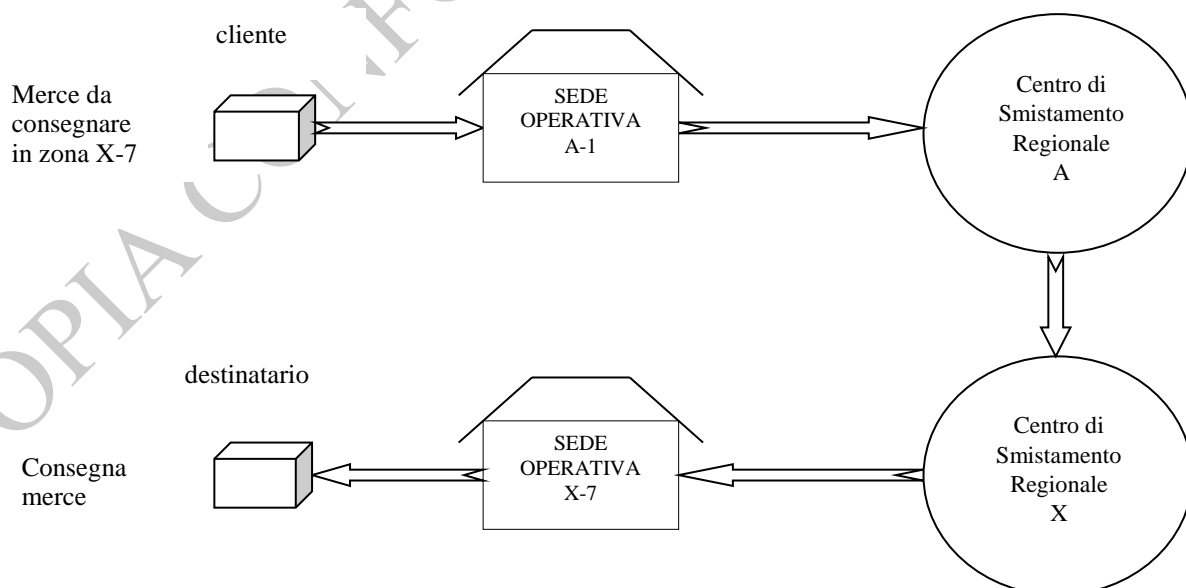 cliente
Merce da
consegnare
in zona X-7
SEDE
OPERATIVA
A-1
Centro di
Smistamento
Regionale
A
destinatario
Consegna
merce
SEDE
OPERATIVA
X-7
Centro di
Smistamento
Regionale
X